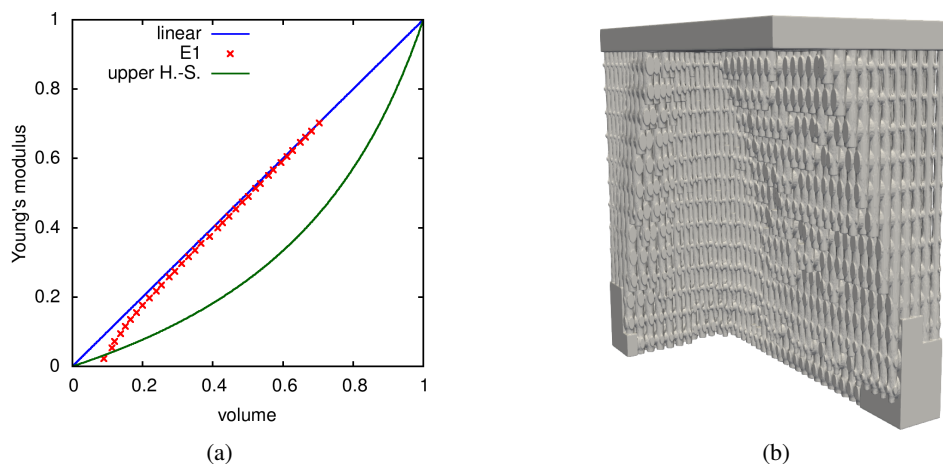 1
0.8
0.6
0.4
0.2
0
0 0.2 0.4 0.6 0.8 1
Young's modulus
volume
linear
E1
upper H.-S.
(a)
(b)